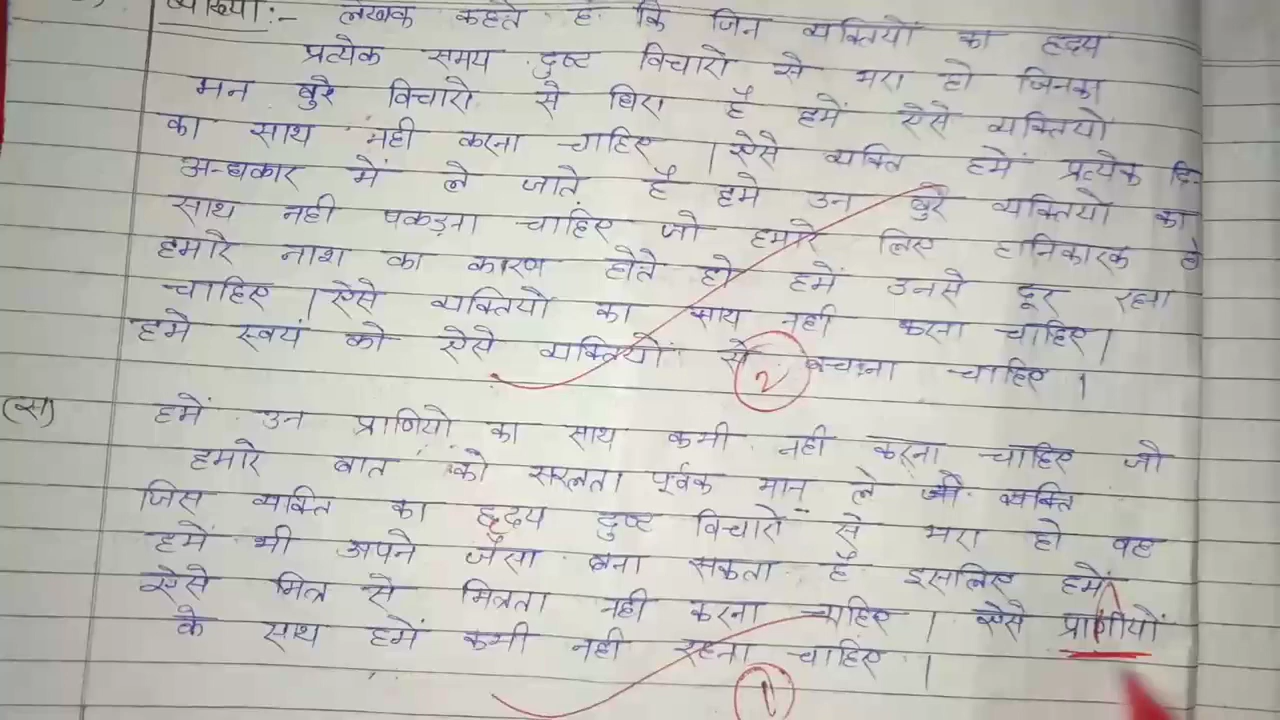 व्याख्या:- लेखक कहते हैं कि जिन व्यक्तियों का हृदय
प्रत्येक समय दुष्ट विचारो से भरा हो जिनका
मन बुरे विचारो से घिरा है हमें ऐसे व्यक्तियो
का साथ नही करना चाहिए । ऐसे व्यक्ति हमें प्रत्येक दि-
अन्धकार में ले जाते है हमे उन बुरे व्यक्तियो का
साथ नही पकड़ना चाहिए जो हमारे लिए हानिकारक हो
हमारे नाश का कारण होते हो हमें उनसे दूर रहना
चाहिए । ऐसे व्यक्तियो का साथ नही करना चाहिए।
हमे स्वयं को ऐसे व्यक्तियों से बचाना चाहिए ।
2
(स) हमें उन प्राणियो का साथ कभी नही करना चाहिए जो
हमारे बात को सरलता पूर्वक मान ले जो व्यक्ति
जिस व्यक्ति का हृदय दुष्ट विचारो से भरा हो वह
हमें भी अपने जैसा बना सकता है इसलिए हमें
ऐसे मित्र से मित्रता नही करना चाहिए । ऐसे प्राणीयों
के साथ हमें कभी नही रहना चाहिए ।
1